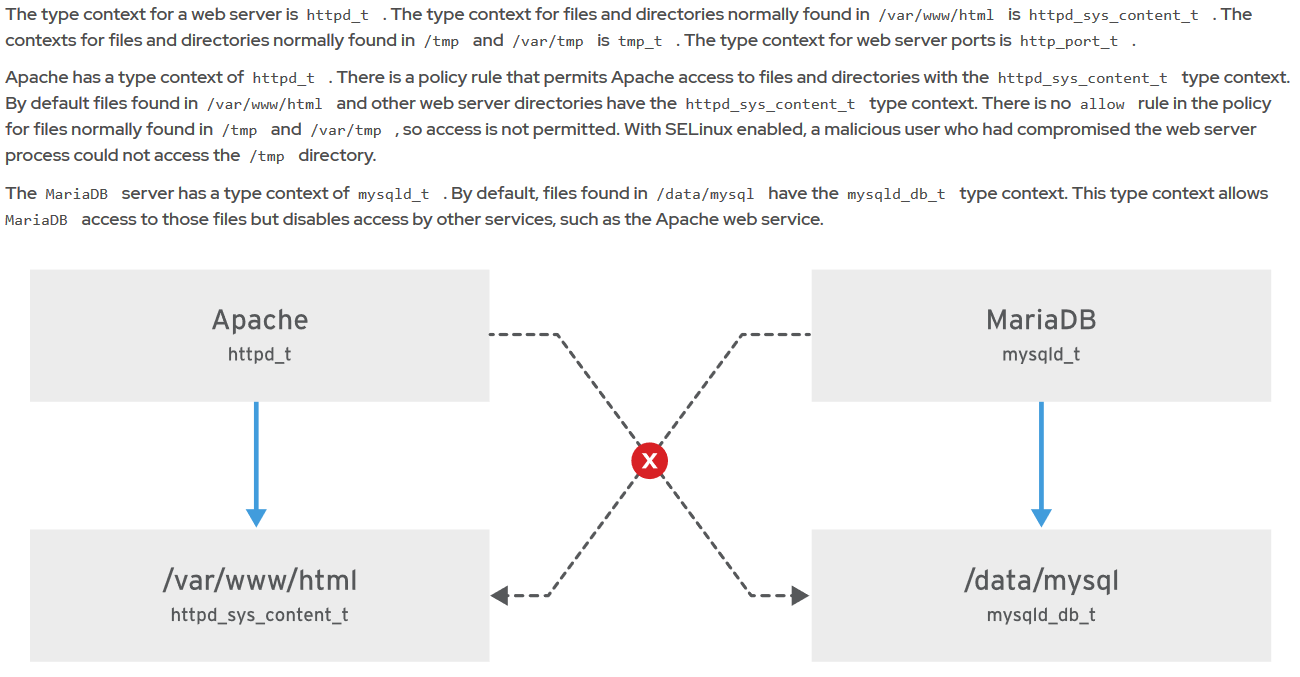 The type context for a web server is httpd_t . The type context for files and directories normally found in /var/www/html is httpd_sys_content_t . The
contexts for files and directories normally found in /tmp and /var/tmp is tmp_t . The type context for web server ports is http_port_t .
Apache has a type context of httpd_t . There is a policy rule that permits Apache access to files and directories with the httpd_sys_content_t type context.
By default files found in /var/www/html and other web server directories have the httpd_sys_content_t type context. There is no allow rule in the policy
for files normally found in /tmp and /var/tmp , so access is not permitted. With SELinux enabled, a malicious user who had compromised the web server
process could not access the /tmp directory.
The MariaDB server has a type context of mysqld_t . By default, files found in /data/mysql have the mysqld_db_t type context. This type context allows
MariaDB access to those files but disables access by other services, such as the Apache web service.
Apache
httpd_t
MariaDB
mysqld_t
X
/var/www/html
httpd_sys_content_t
/data/mysql
mysqld_db_t